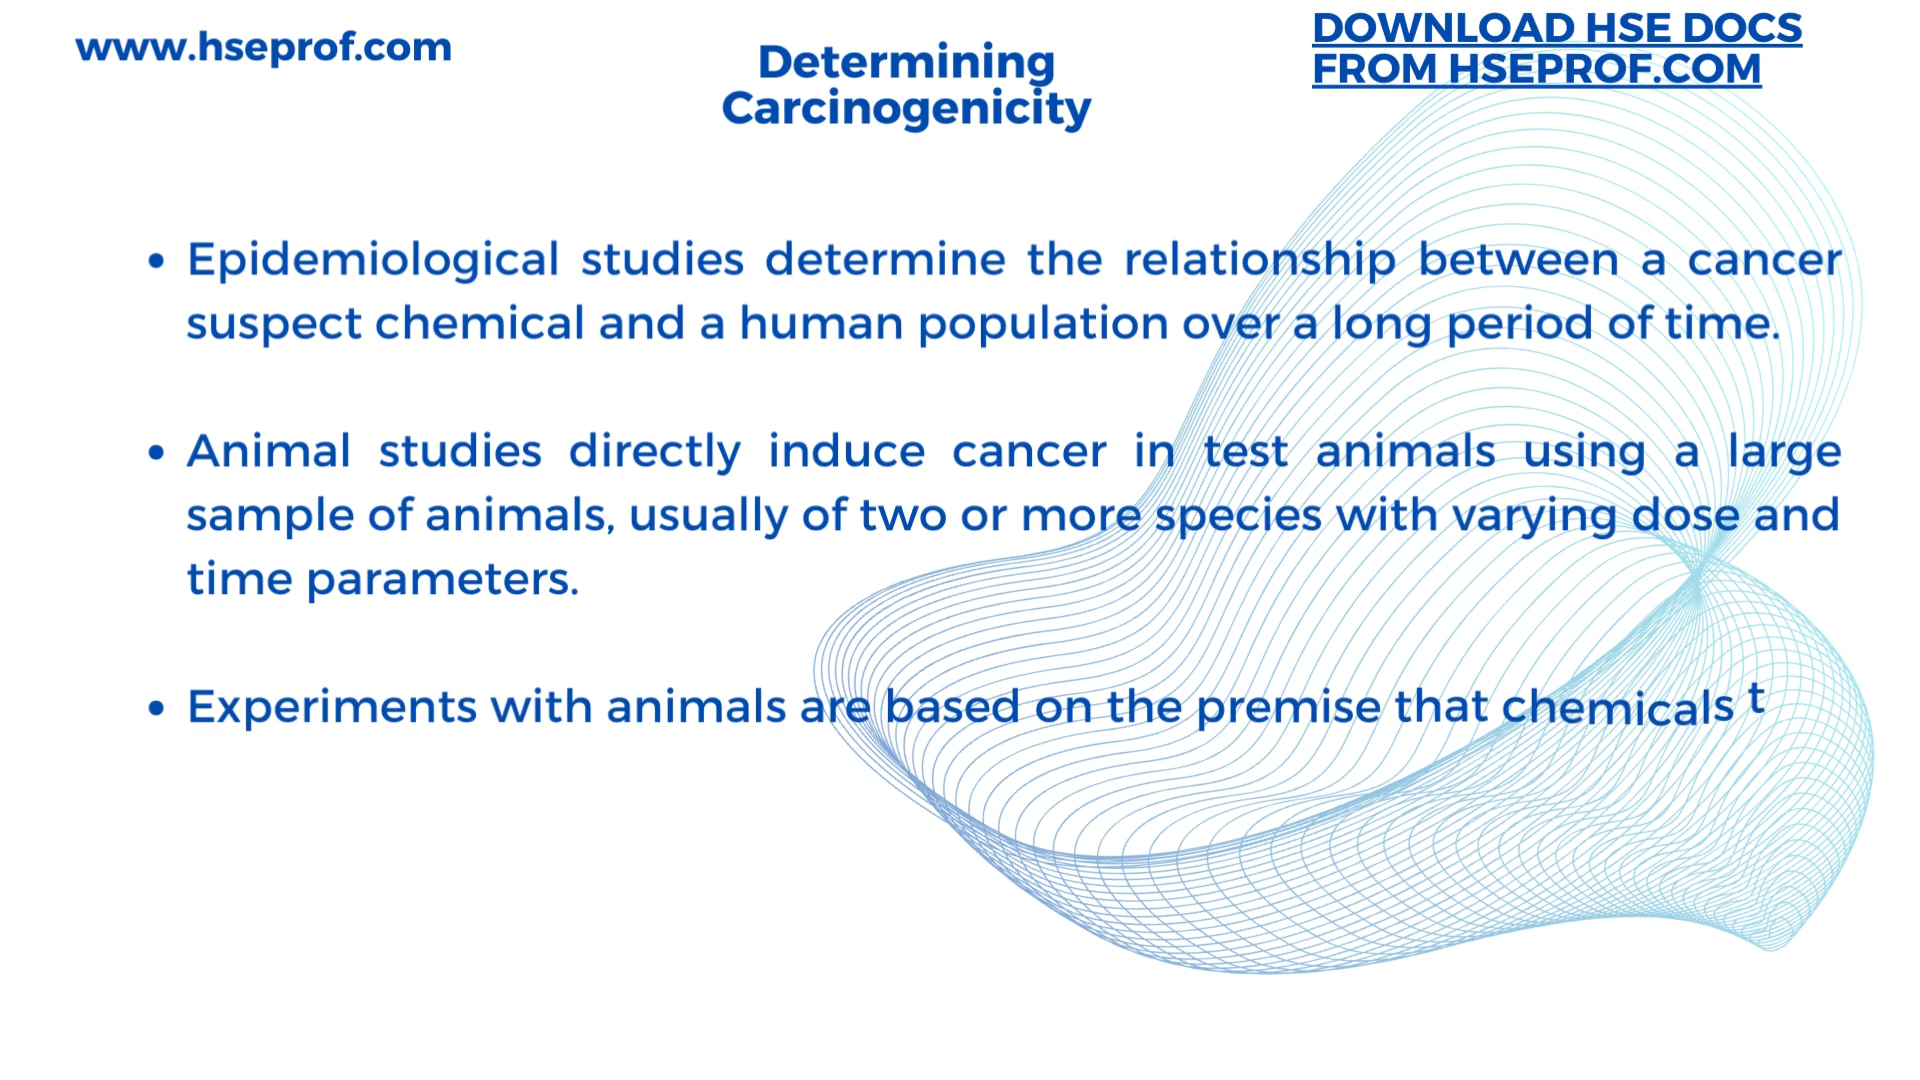 www.hseprof.com
Determining
Carcinogenicity
DOWNLOAD HSE DOCS
FROM HSEPROF.COM
• Epidemiological studies determine the relationship between a cancer
suspect chemical and a human population over a long period of time.
• Animal studies directly induce cancer in test animals using a large
sample of animals, usually of two or more species with varying dose and
time parameters.
• Experiments with animals are based on the premise that chemicals t